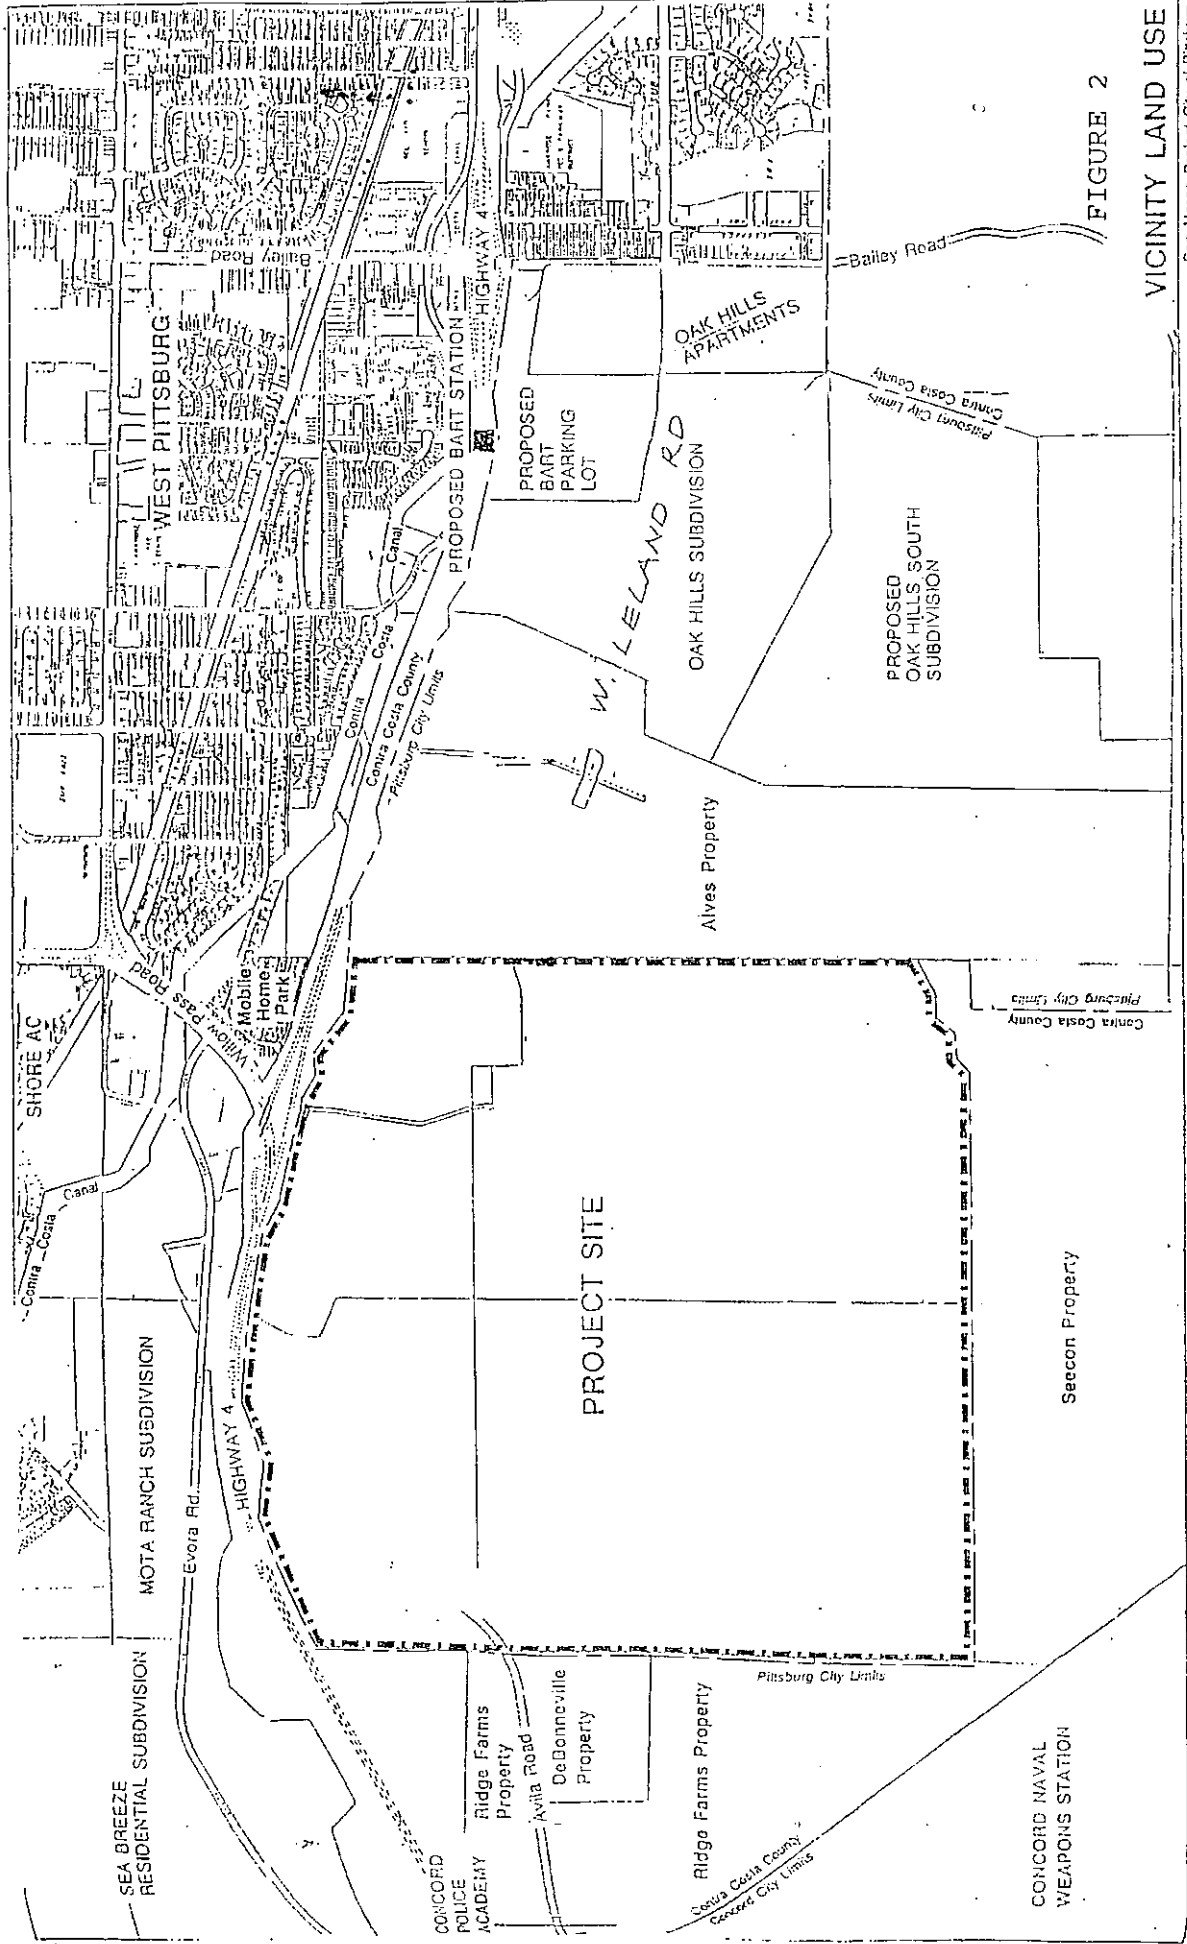 SEA BREEZE
RESIDENTIAL SUBDIVISION
MOTA RANCH SUBDIVISION
Contra Costa
Canal
SHORE AC
Evora Rd.
HIGHWAY 4
Willow Pass Road
Mobile
Home
Park
WEST PITTSBURG
Bailey Road
Contra Costa
Canal
Contra Costa County
Pittsburg City Limits
PROPOSED BART STATION
HIGHWAY 4
CONCORD
POLICE
ACADEMY
Ridge Farms
Property
Avila Road
DeBonneville
Property
Ridge Farms Property
Pittsburg City Limits
Contra Costa County
Concord City Limits
CONCORD NAVAL
WEAPONS STATION
PROJECT SITE
Seecon Property
Contra Costa County
Pittsburg City Limits
Alves Property
W. LELAND RD
PROPOSED
BART
PARKING
LOT
OAK HILLS
APARTMENTS
OAK HILLS SUBDIVISION
PROPOSED
OAK HILLS SOUTH
SUBDIVISION
Pittsburg City Limits
Contra Costa County
Bailey Road
FIGURE 2
VICINITY LAND USE